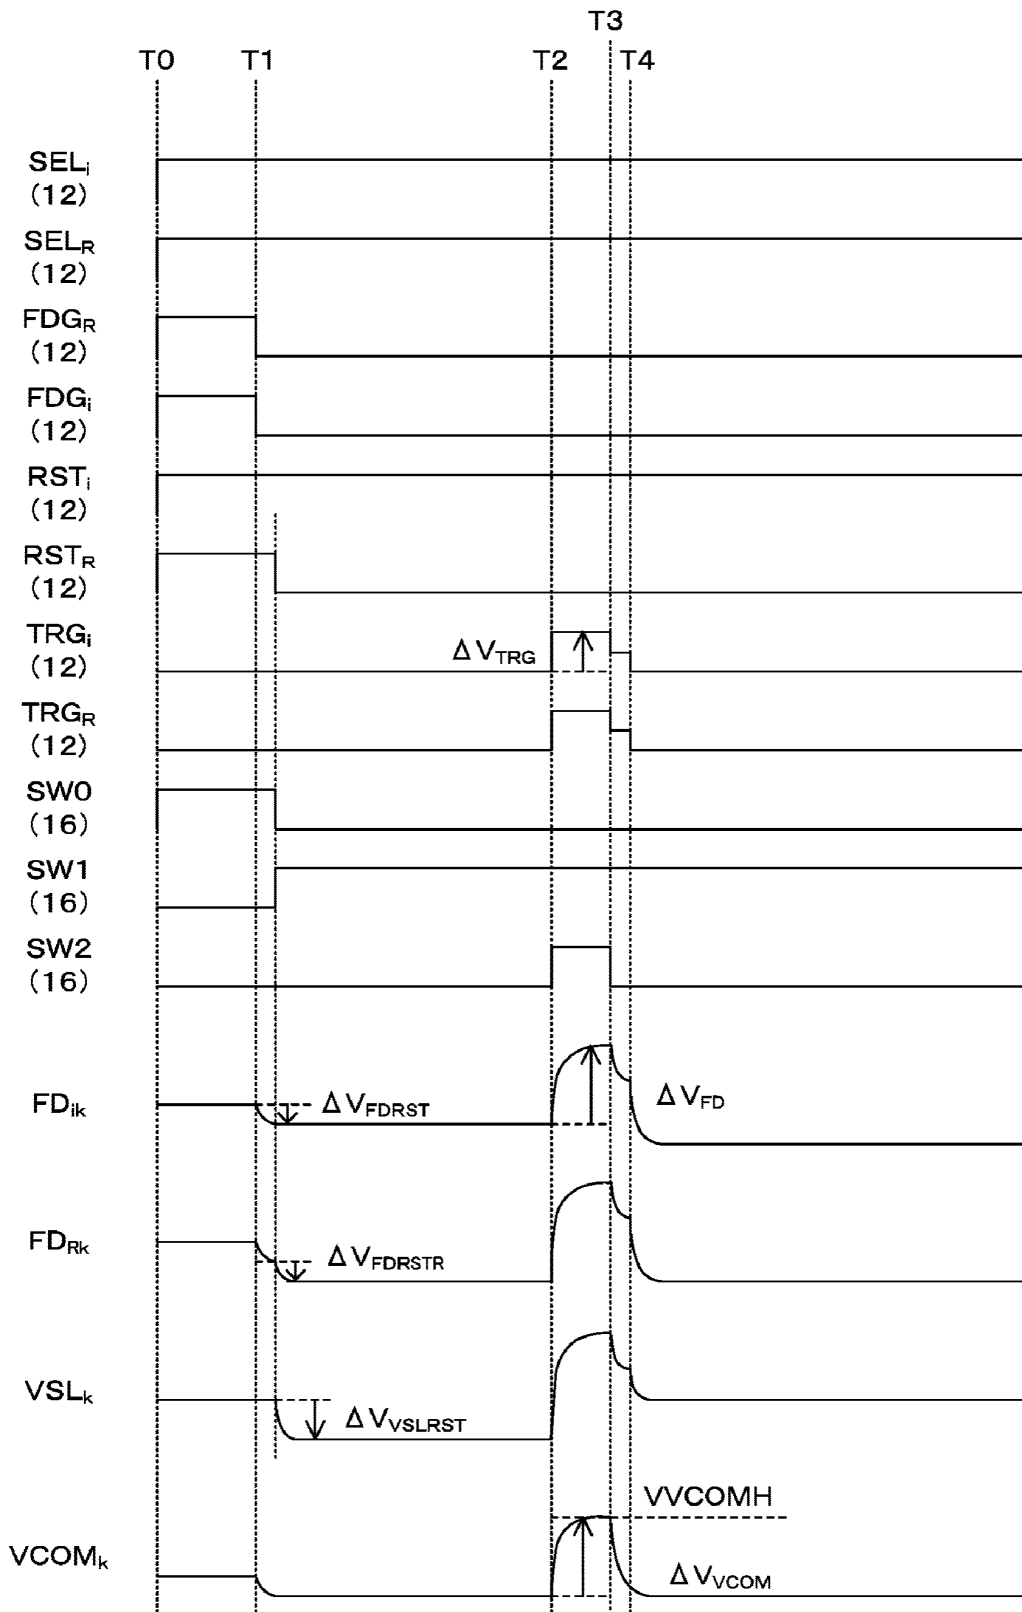 T3
T0 T1 T2 T4
SELi
(12)
SELR
(12)
FDGR
(12)
FDGi
(12)
RSTi
(12)
RSTR
(12)
TRGi
(12)
ΔVTRG
TRGR
(12)
SW0
(16)
SW1
(16)
SW2
(16)
FDik
ΔVFDRST
ΔVFD
FDRk
ΔVFDRSTR
VSLk
ΔVVSLRST
VVCOMH
VCOMk
ΔVVCOM